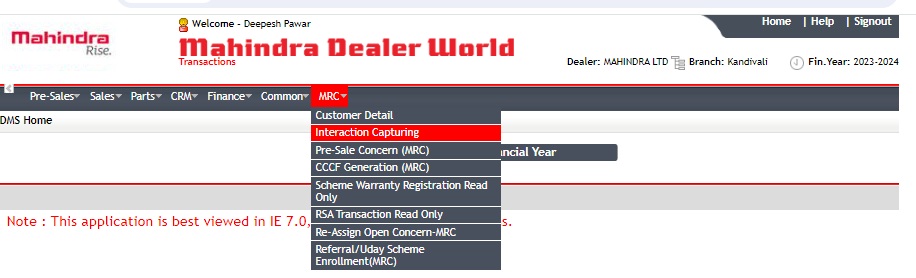 Mahindra
Rise.
Welcome - Deepesh Pawar
Mahindra Dealer World
Transactions
Home | Help | Signout
Dealer: MAHINDRA LTD Branch: Kandivali Fin.Year: 2023-2024
Pre-Sales Sales Parts CRM Finance Common MRC
DMS Home
Customer Detail
Interaction Capturing
Pre-Sale Concern (MRC)
CCCF Generation (MRC)
Scheme Warranty Registration Read
Only
RSA Transaction Read Only
Re-Assign Open Concern-MRC
Referral/Uday Scheme
Enrollment(MRC)
Year
Note : This application is best viewed in IE 7.0,